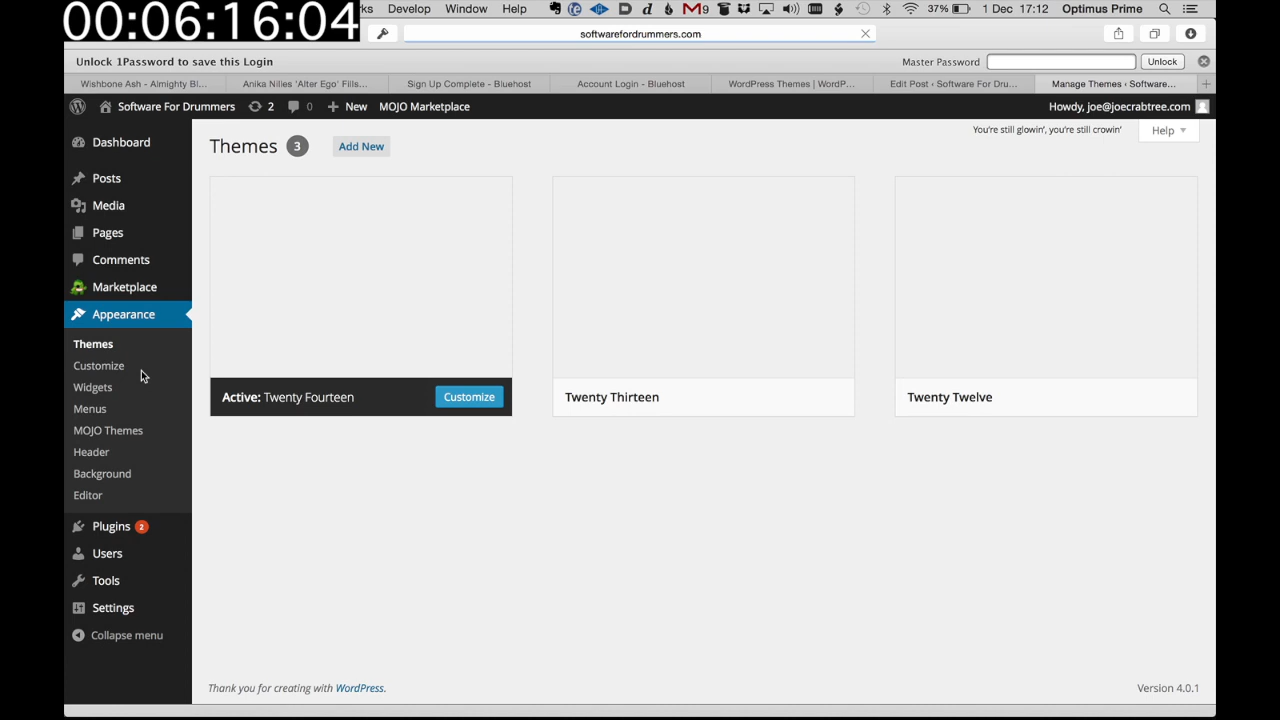 00:06:16:04
ks Develop Window Help 9 37% 1 Dec 17:12 Optimus Prime
softwarefordrummers.com
Unlock 1Password to save this Login Master Password Unlock
Wishbone Ash - Almighty Bl... Anika Nilles 'Alter Ego' Fills... Sign Up Complete - Bluehost Account Login - Bluehost WordPress Themes | WordP... Edit Post ‹ Software For Dru... Manage Themes ‹ Software...
Software For Drummers 2 0 New MOJO Marketplace Howdy, joe@joecrabtree.com
You're still glowin', you're still crowin' Help
Themes 3 Add New
Dashboard
Posts
Media
Pages
Comments
Marketplace
Appearance
Themes
Customize
Widgets
Menus
MOJO Themes
Header
Background
Editor
Plugins 2
Users
Tools
Settings
Collapse menu
Active: Twenty Fourteen Customize
Twenty Thirteen
Twenty Twelve
Thank you for creating with WordPress.
Version 4.0.1